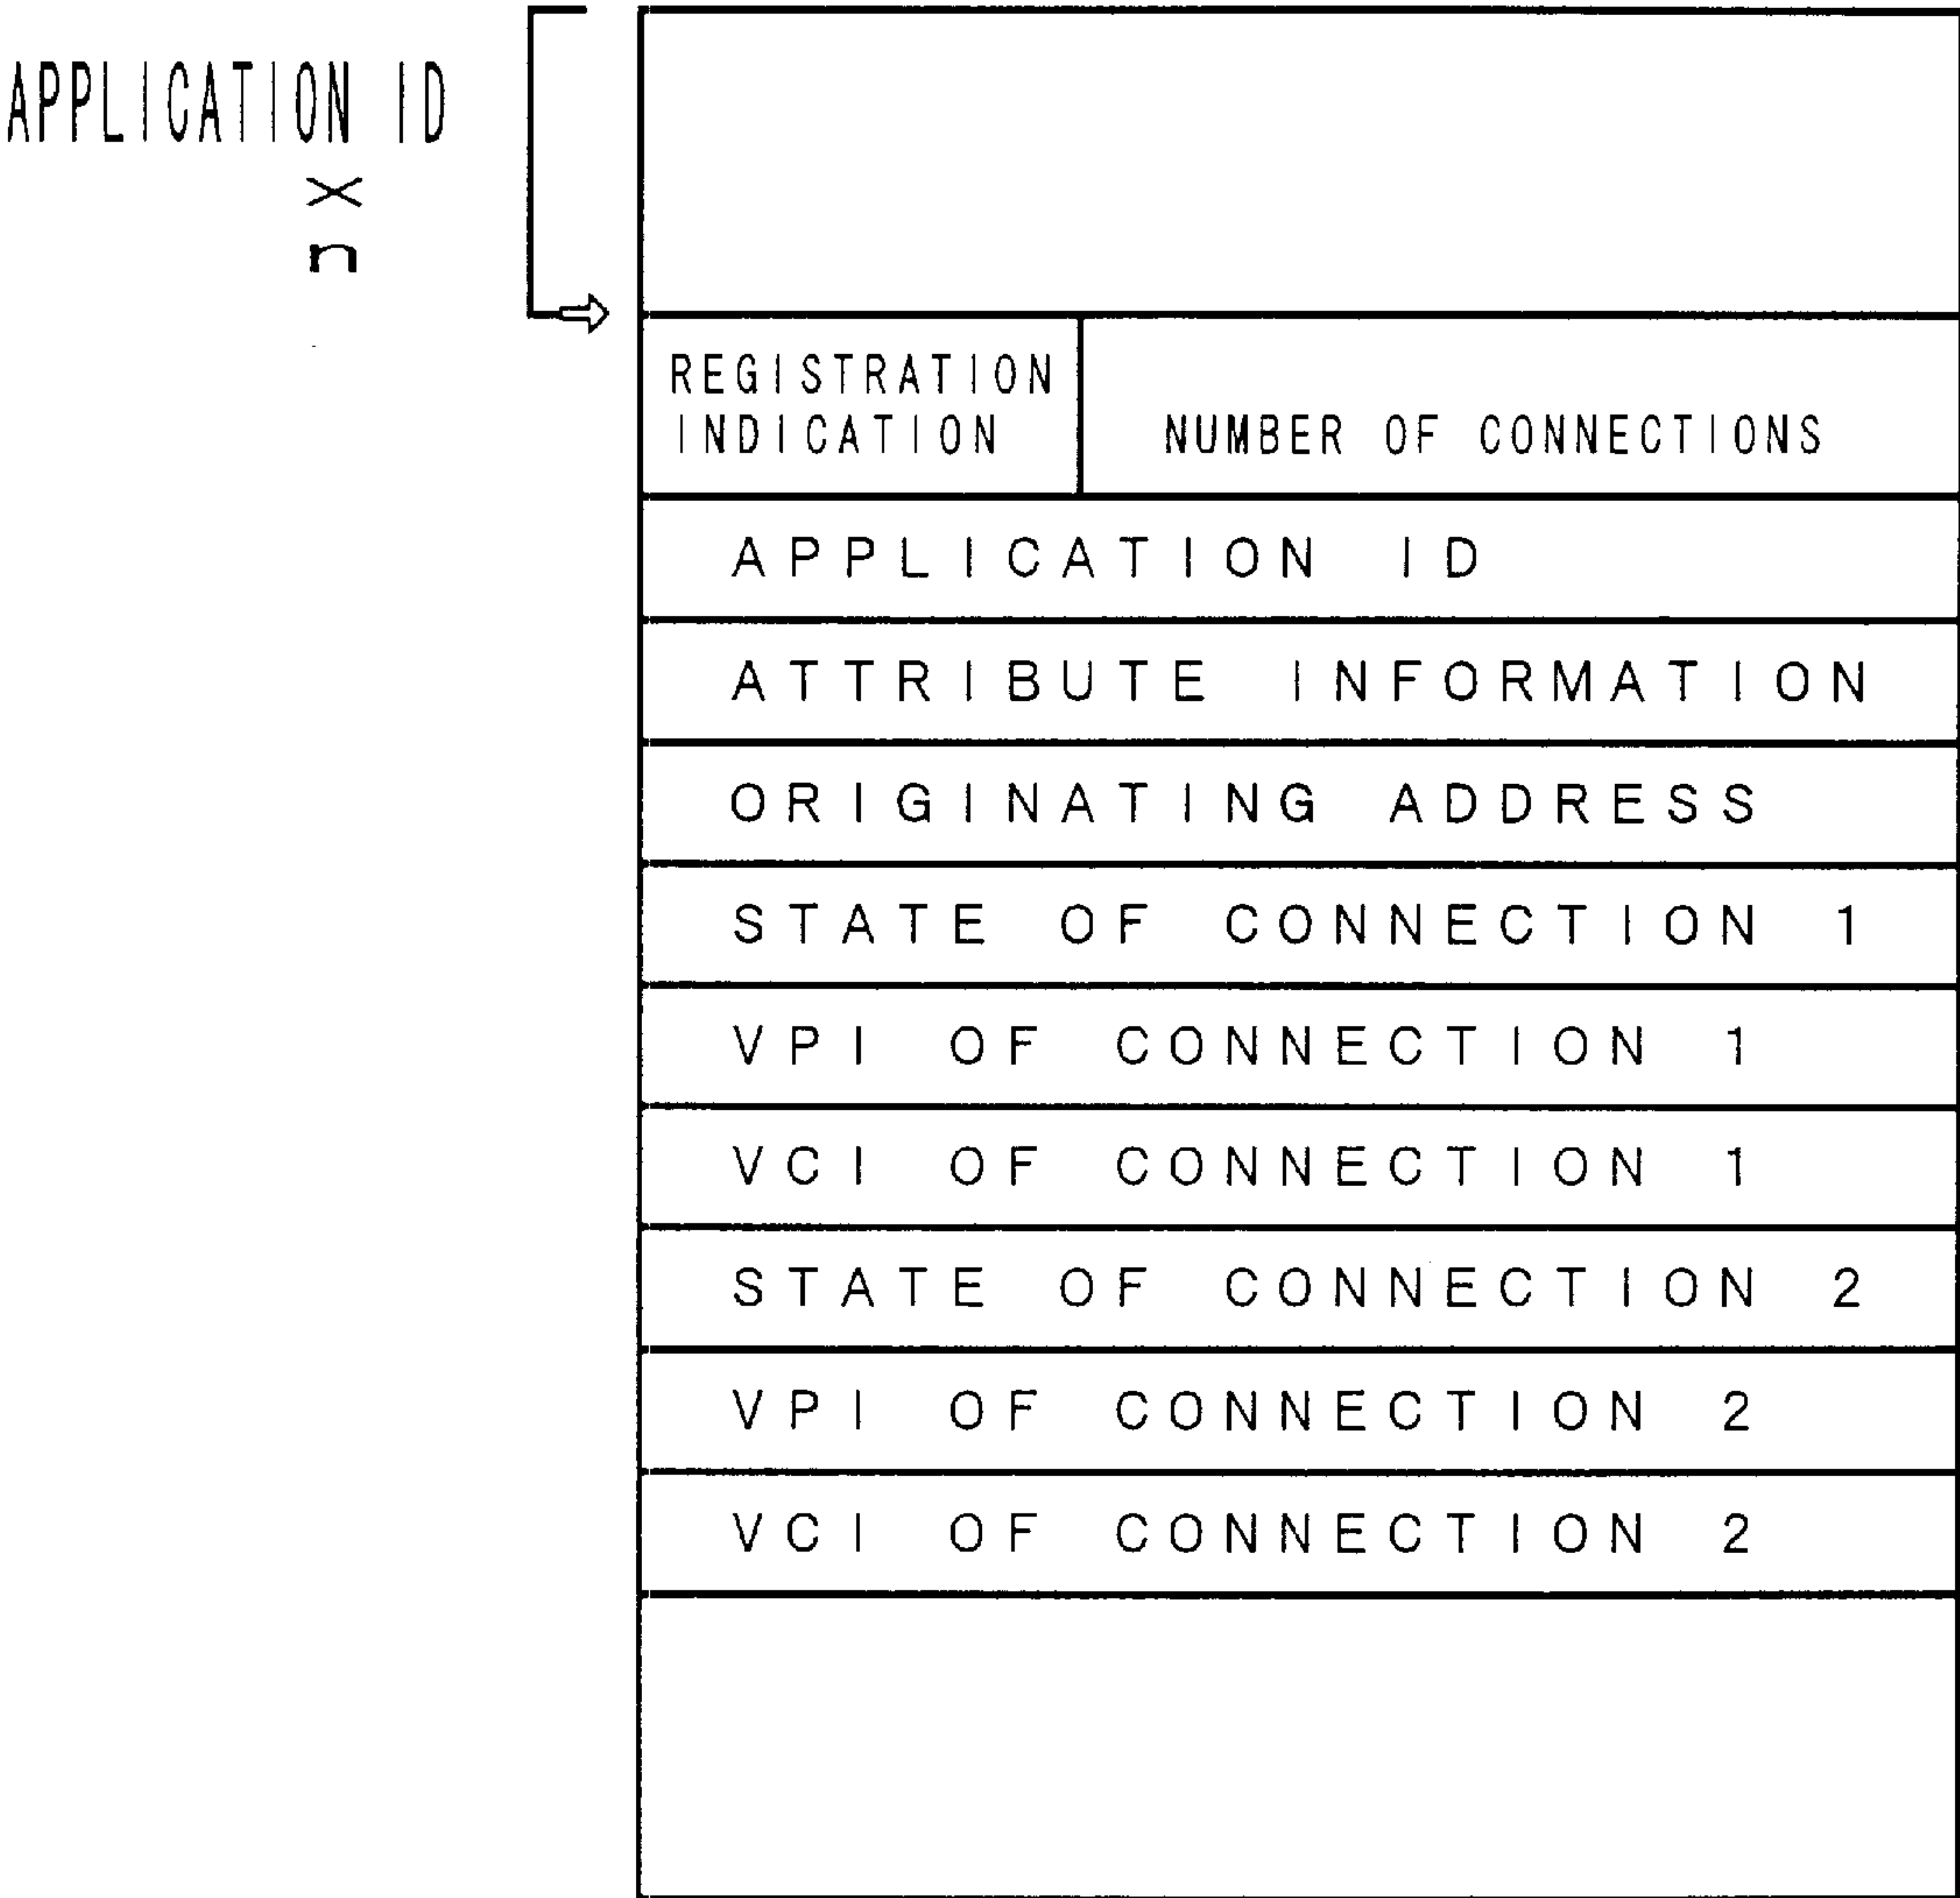 APPLICATION ID
×
n
REGISTRATION
INDICATION
NUMBER OF CONNECTIONS
APPLICATION ID
ATTRIBUTE INFORMATION
ORIGINATING ADDRESS
STATE OF CONNECTION 1
VPI OF CONNECTION 1
VCI OF CONNECTION 1
STATE OF CONNECTION 2
VPI OF CONNECTION 2
VCI OF CONNECTION 2